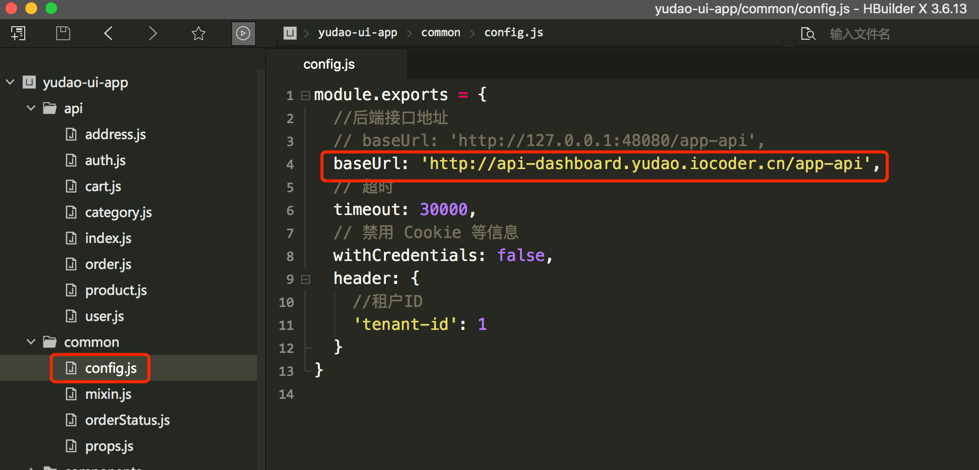 yudao-ui-app/common/config.js - HBuilder X 3.6.13
U yudao-ui-app common config.js 输入文件名
config.js
U yudao-ui-app
api
address.js
auth.js
cart.js
category.js
index.js
order.js
product.js
user.js
common
config.js
mixin.js
orderStatus.js
props.js
1 module.exports = {
2 //后端接口地址
3 // baseUrl: 'http://127.0.0.1:48080/app-api',
4 baseUrl: 'http://api-dashboard.yudao.iocoder.cn/app-api',
5 // 超时
6 timeout: 30000,
7 // 禁用 Cookie 等信息
8 withCredentials: false,
9 header: {
10 //租户ID
11 'tenant-id': 1
12 }
13 }
14